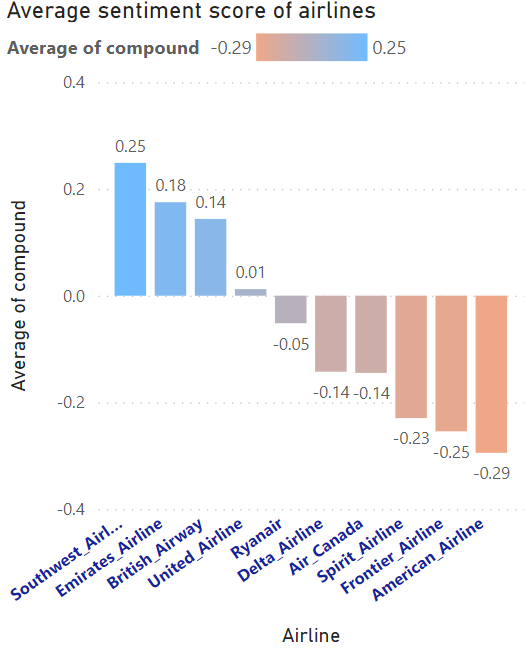 Average sentiment score of airlines
Average of compound -0.29 0.25
0.4
0.2
0.0
-0.2
-0.4
Average of compound
0.25
0.18
0.14
0.01
-0.05
-0.14
-0.14
-0.23
-0.25
-0.29
Southwest_Airl...
Emirates_Airline
British_Airway
United_Airline
Ryanair
Delta_Airline
Air_Canada
Spirit_Airline
Frontier_Airline
American_Airline
Airline